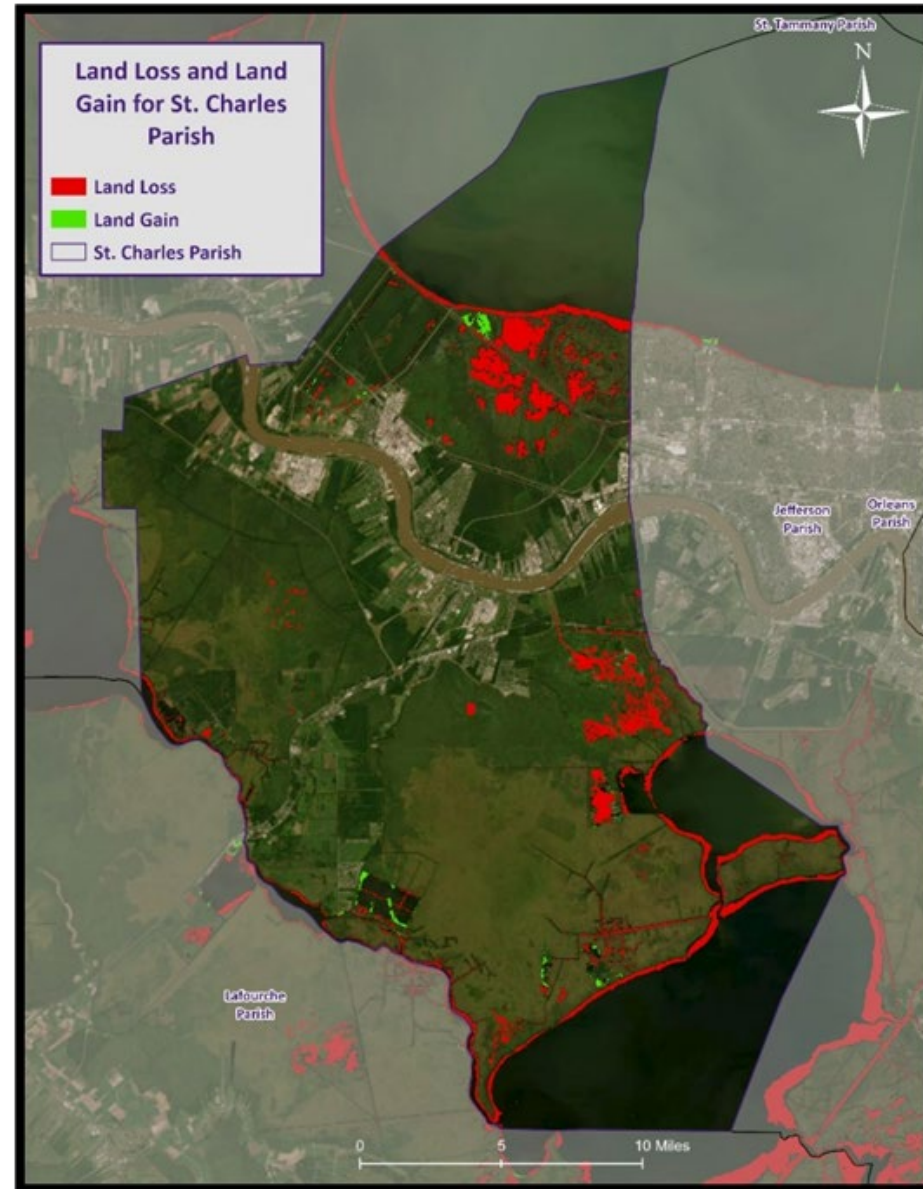 St. Tammany Parish
N
Land Loss and Land
Gain for St. Charles
Parish
Land Loss
Land Gain
St. Charles Parish
Jefferson
Parish
Orleans
Parish
Lafourche
Parish
0 5 10 Miles